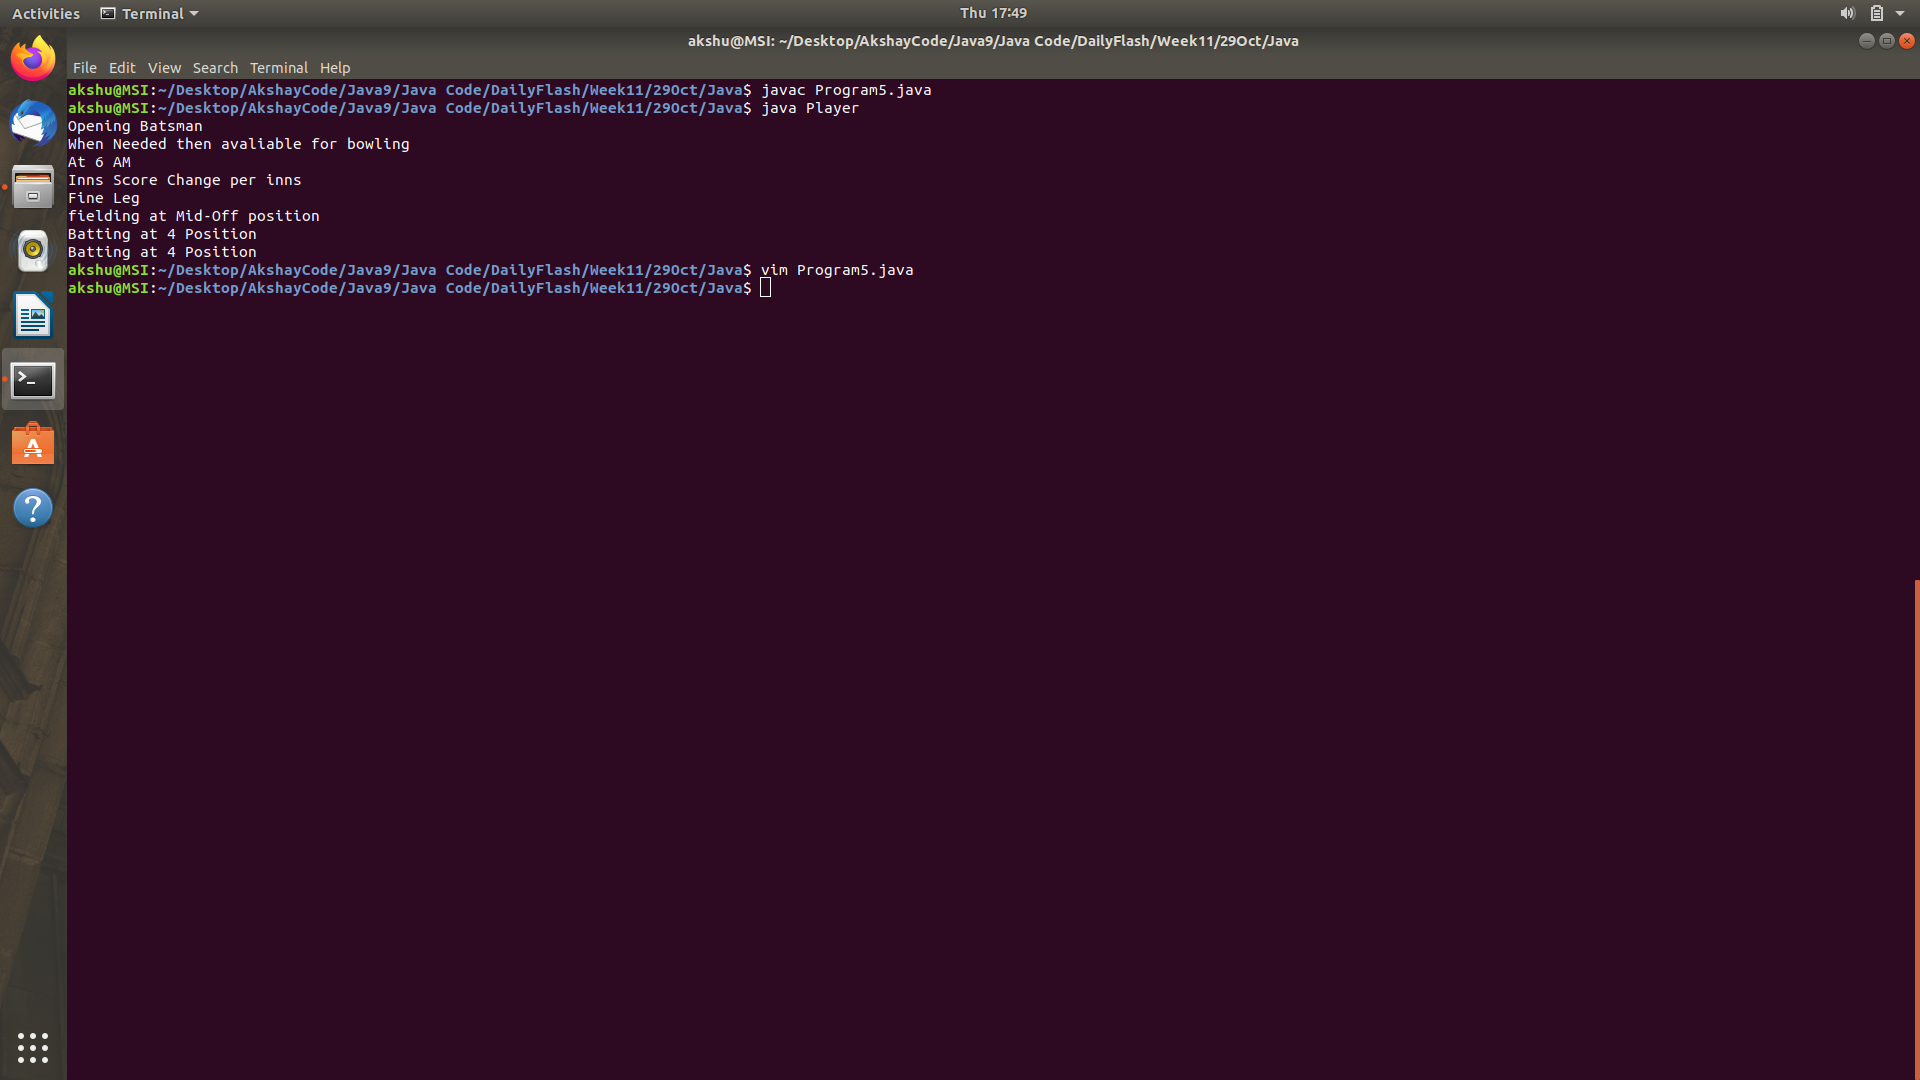 Activities Terminal Thu 17:49
akshu@MSI: ~/Desktop/AkshayCode/Java9/Java Code/DailyFlash/Week11/29Oct/Java
File Edit View Search Terminal Help
akshu@MSI:~/Desktop/AkshayCode/Java9/Java Code/DailyFlash/Week11/29Oct/Java$ javac Program5.java
akshu@MSI:~/Desktop/AkshayCode/Java9/Java Code/DailyFlash/Week11/29Oct/Java$ java Player
Opening Batsman
When Needed then avaliable for bowling
At 6 AM
Inns Score Change per inns
Fine Leg
fielding at Mid-Off position
Batting at 4 Position
Batting at 4 Position
akshu@MSI:~/Desktop/AkshayCode/Java9/Java Code/DailyFlash/Week11/29Oct/Java$ vim Program5.java
akshu@MSI:~/Desktop/AkshayCode/Java9/Java Code/DailyFlash/Week11/29Oct/Java$